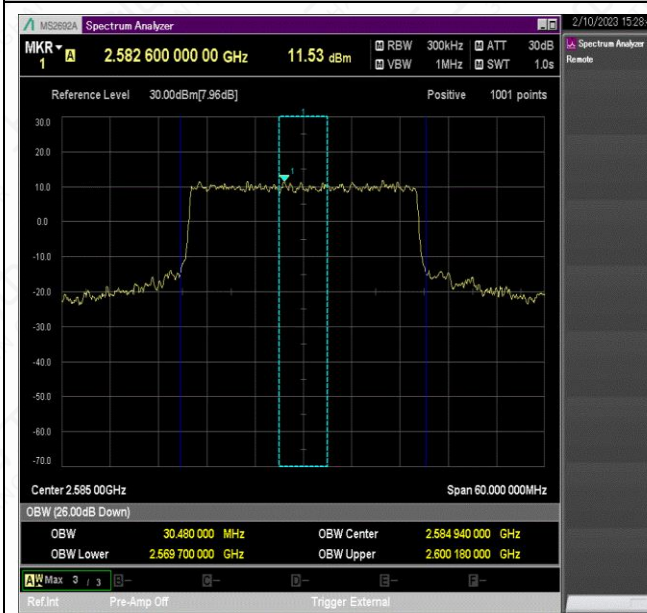 MS2692A Spectrum Analyzer
2/10/2023 15:28
MKR 1 A 2.582 600 000 00 GHz 11.53 dBm
RBW 300kHz ATT 30dB
VBW 1MHz SWT 1.0s
Spectrum Analyzer
Remote
Reference Level 30.00dBm[7.96dB] Positive 1001 points
1
30.0
20.0
1
10.0
0.0
-10.0
-20.0
-30.0
-40.0
-50.0
-60.0
-70.0
Center 2.585 00GHz Span 60.000 000MHz
OBW (26.00dB Down)
OBW 30.480 000 MHz OBW Center 2.584 940 000 GHz
OBW Lower 2.569 700 000 GHz OBW Upper 2.600 180 000 GHz
A W Max 3 / 3 B- C- D- E- F-
Ref.Int Pre-Amp Off Trigger External